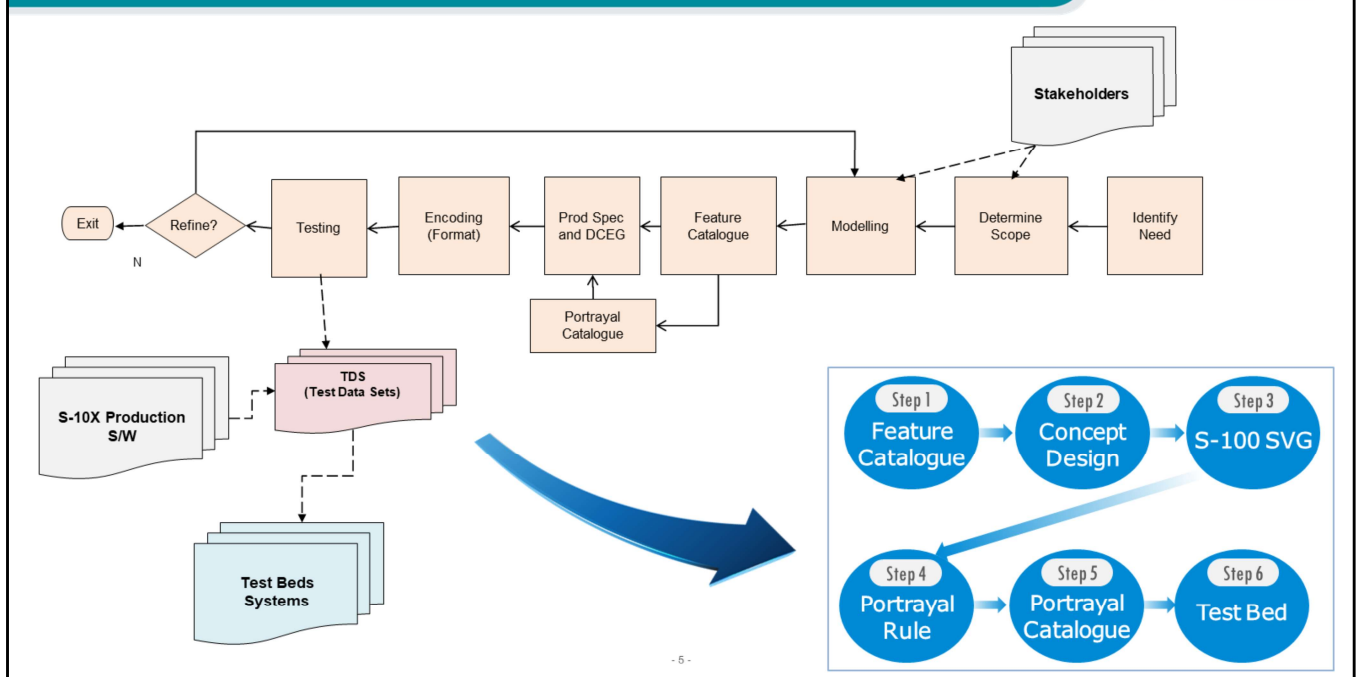 Stakeholders
Exit
Refine?
N
Testing
Encoding
(Format)
Prod Spec
and DCEG
Feature
Catalogue
Modelling
Determine
Scope
Identify
Need
Portrayal
Catalogue
S-10X Production
S/W
TDS
(Test Data Sets)
Test Beds
Systems
Step 1
Feature
Catalogue
Step 2
Concept
Design
Step 3
S-100 SVG
Step 4
Portrayal
Rule
Step 5
Portrayal
Catalogue
Step 6
Test Bed
- 5 -